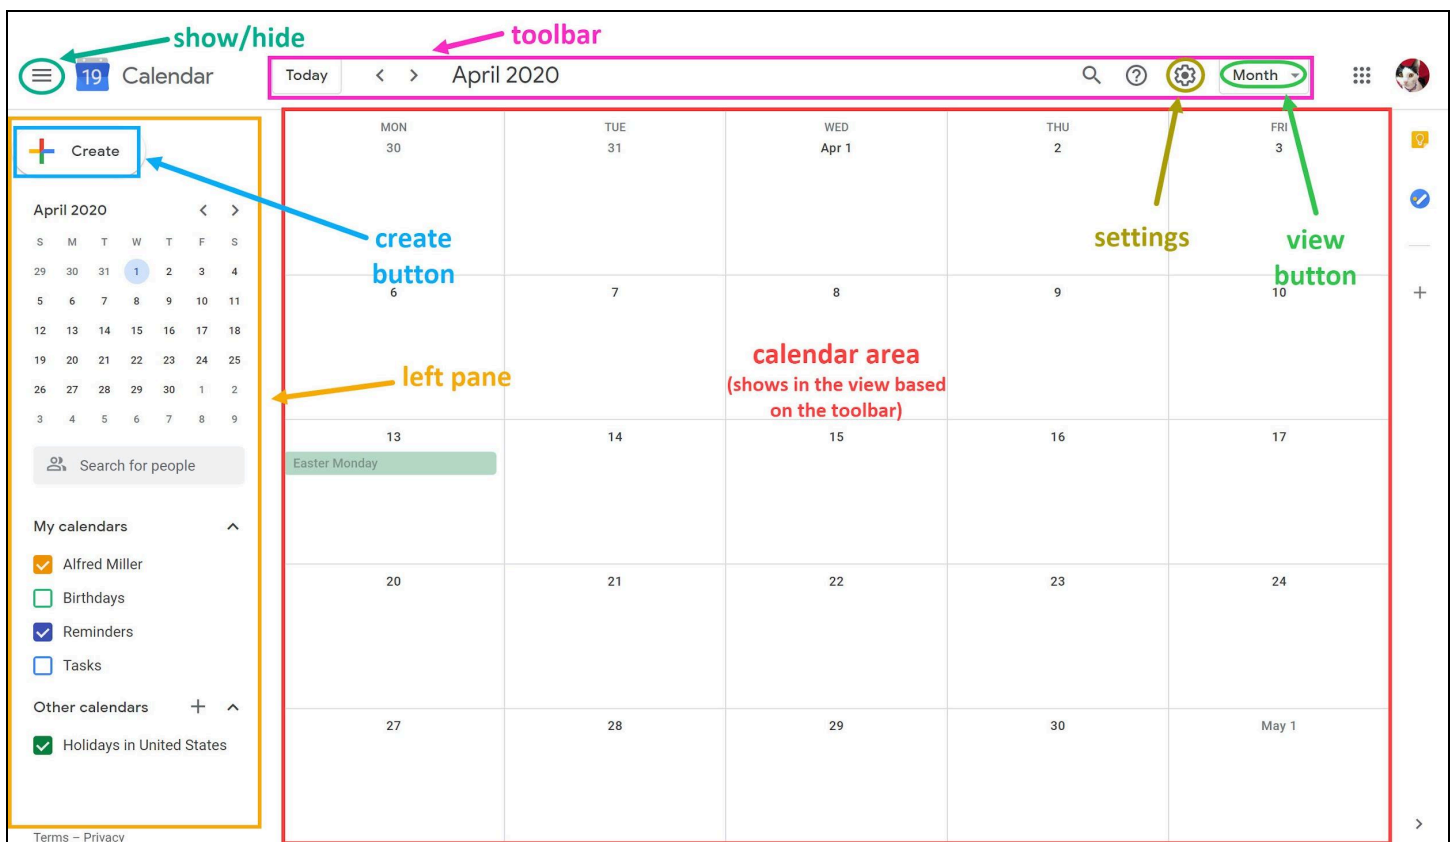 show/hide
toolbar
19 Calendar
Today
April 2020
Month
Create
create
button
settings
view
button
April 2020
S M T W T F S
29 30 31 1 2 3 4
5 6 7 8 9 10 11
12 13 14 15 16 17 18
19 20 21 22 23 24 25
26 27 28 29 30 1 2
3 4 5 6 7 8 9
left pane
Search for people
My calendars
Alfred Miller
Birthdays
Reminders
Tasks
Other calendars
Holidays in United States
Terms – Privacy
MON TUE WED THU FRI
30 31 Apr 1 2 3
6 7 8 9 10
calendar area
(shows in the view based
on the toolbar)
13 14 15 16 17
Easter Monday
20 21 22 23 24
27 28 29 30 May 1